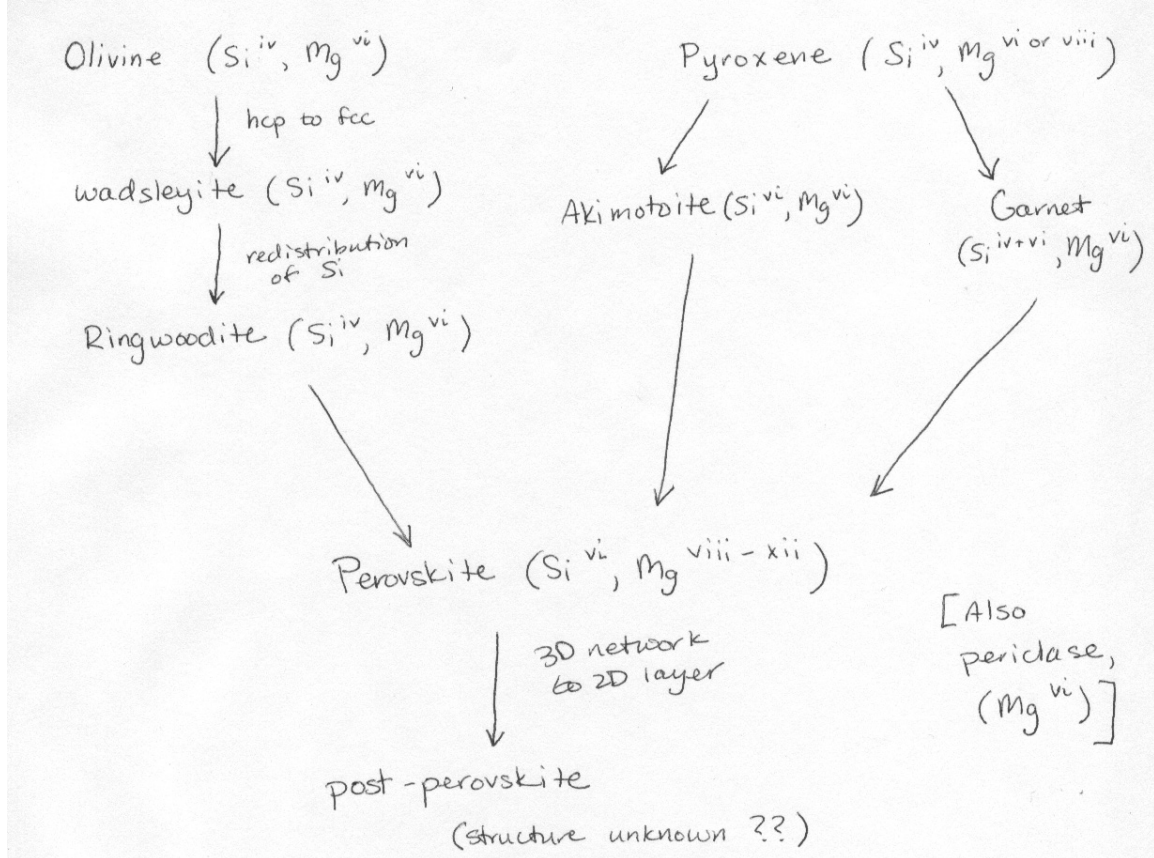 Olivine (Si iv, Mg vi)
hcp to fcc
wadsleyite (Si iv, Mg vi)
redistribution
of Si
Ringwoodite (Si iv, Mg vi)
Pyroxene (Si iv, Mg vi or viii)
Akimotoite (Si vi, Mg vi)
Garnet
(Si iv+vi, Mg vi)
Perovskite (Si vi, Mg viii - xii)
3D network
to 2D layer
post-perovskite
(structure unknown ??)
[Also
periclase,
(Mg vi)]